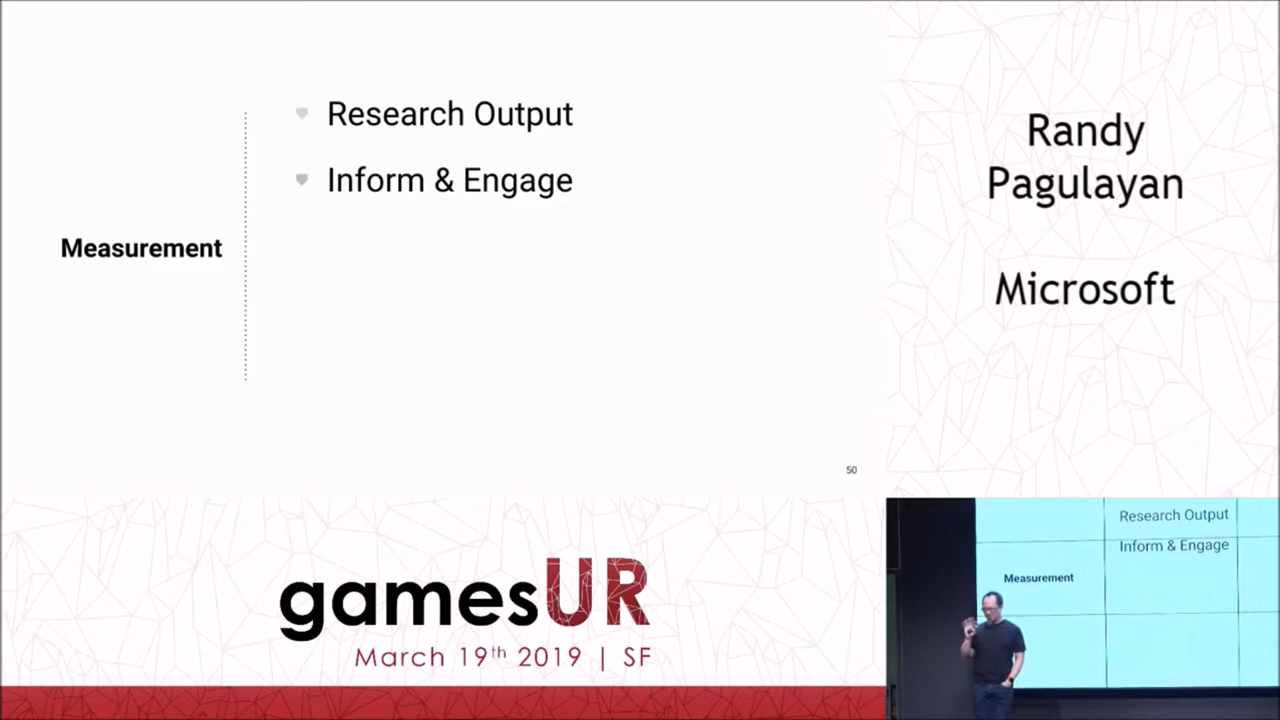 Research Output
Inform & Engage
Measurement
50
Randy
Pagulayan
Microsoft
gamesUR
March 19th 2019 | SF
Research Output
Inform & Engage
Measurement